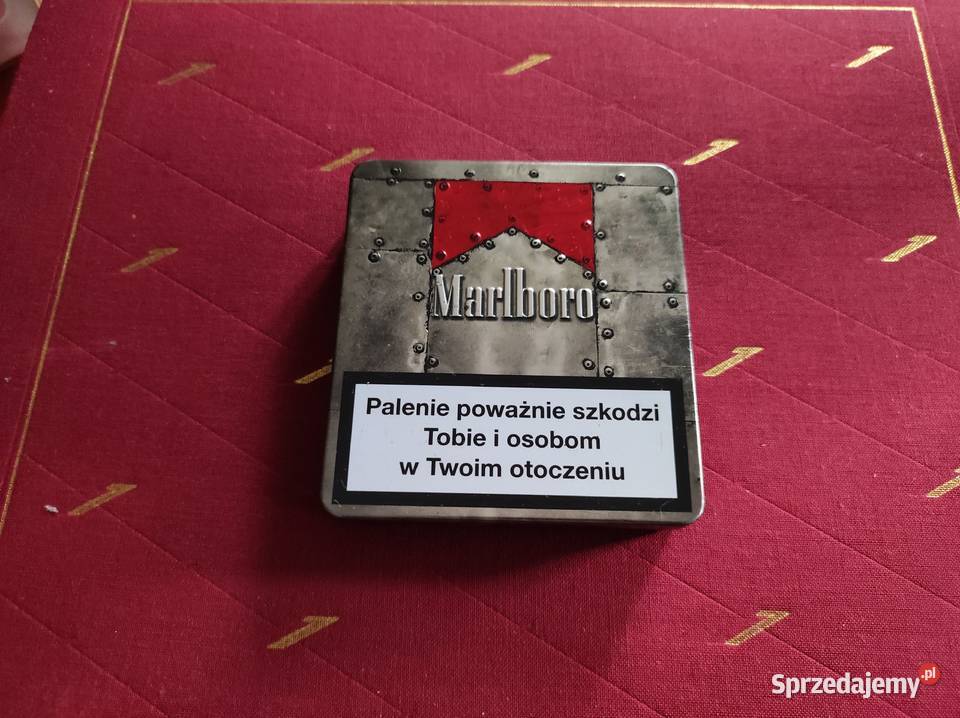 Marlboro
Palenie poważnie szkodzi
Tobie i osobom
w Twoim otoczeniu
Sprzedajemy.pl